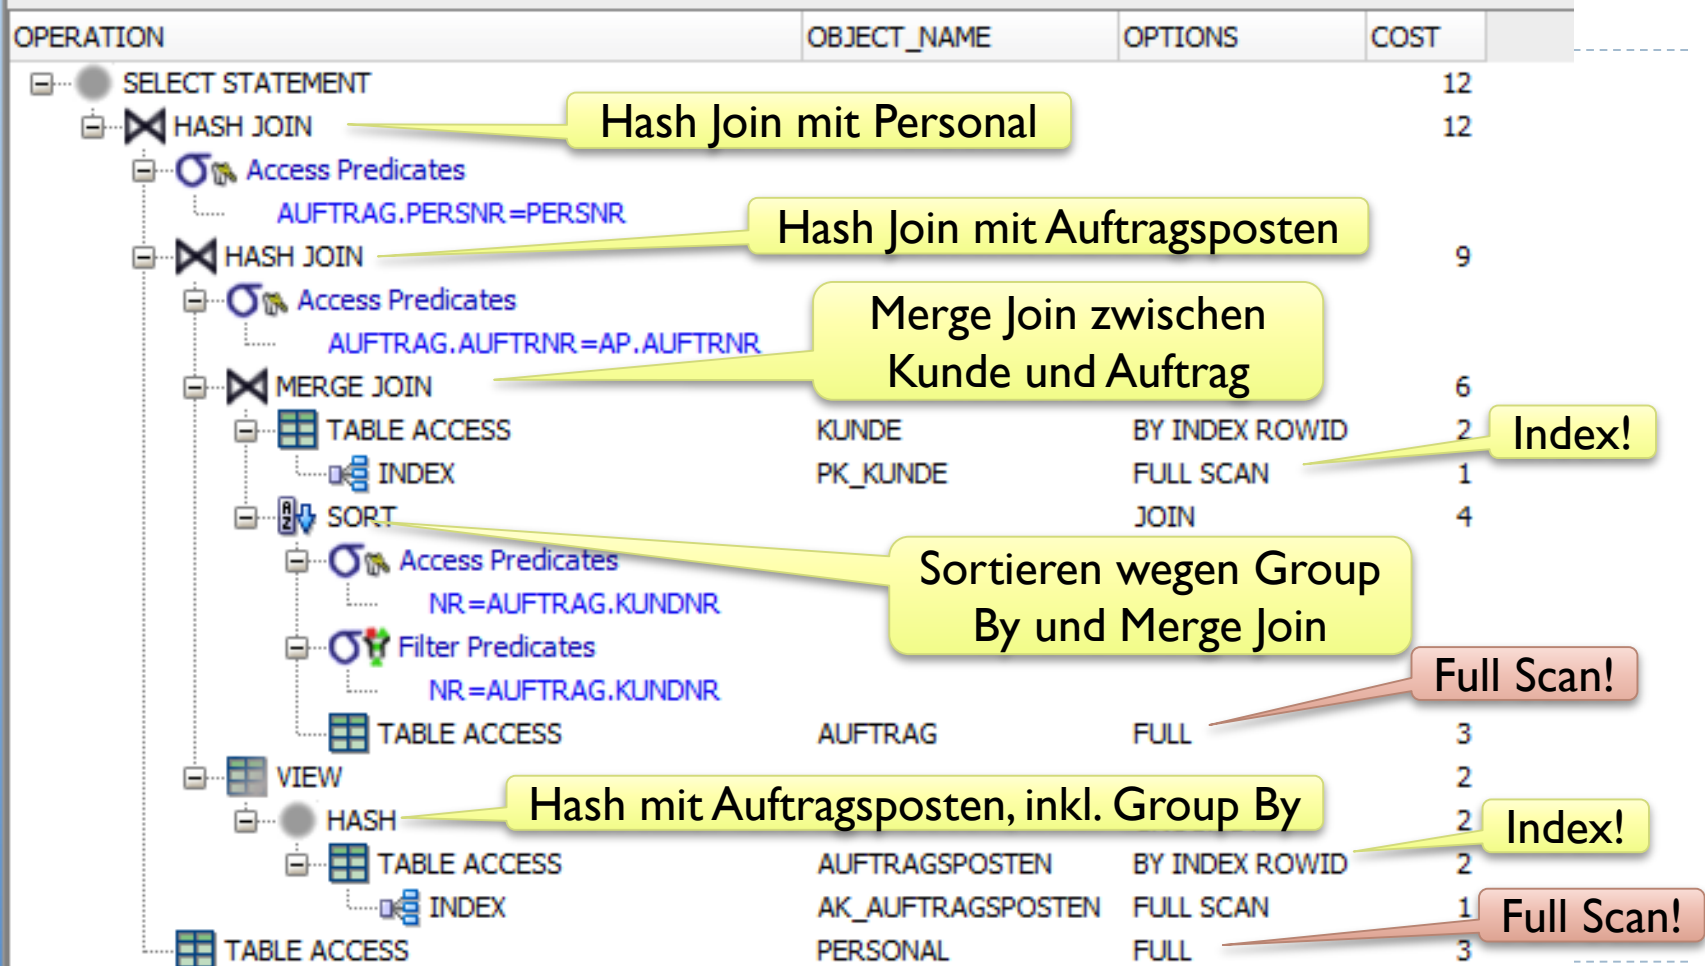 OPERATION OBJECT_NAME OPTIONS COST
SELECT STATEMENT 12
HASH JOIN Hash Join mit Personal 12
Access Predicates
AUFTRAG.PERSNR=PERSNR
Hash Join mit Auftragsposten
HASH JOIN 9
Access Predicates
Merge Join zwischen
AUFTRAG.AUFTRNR=AP.AUFTRNR
Kunde und Auftrag
MERGE JOIN 6
TABLE ACCESS KUNDE BY INDEX ROWID 2 Index!
INDEX PK_KUNDE FULL SCAN 1
SORT JOIN 4
Access Predicates
Sortieren wegen Group
NR=AUFTRAG.KUNDNR
By und Merge Join
Filter Predicates
Full Scan!
NR=AUFTRAG.KUNDNR
TABLE ACCESS AUFTRAG FULL 3
VIEW 2
Hash mit Auftragsposten, inkl. Group By
HASH 2 Index!
TABLE ACCESS AUFTRAGSPOSTEN BY INDEX ROWID 2
INDEX AK_AUFTRAGSPOSTEN FULL SCAN 1
Full Scan!
TABLE ACCESS PERSONAL FULL 3